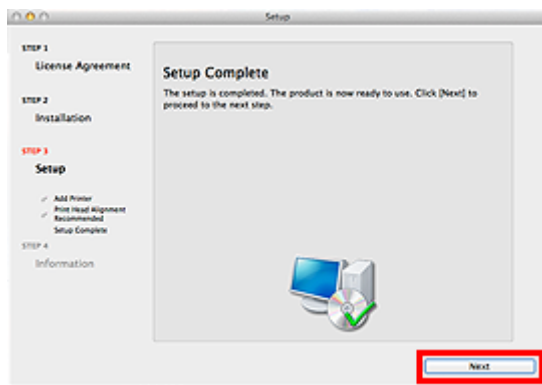 Setup
STEP 1
License Agreement
STEP 2
Installation
STEP 3
Setup
Add Printer
Print Head Alignment
Recommended
Setup Complete
STEP 4
Information
Setup Complete
The setup is completed. The product is now ready to use. Click [Next] to
proceed to the next step.
Next